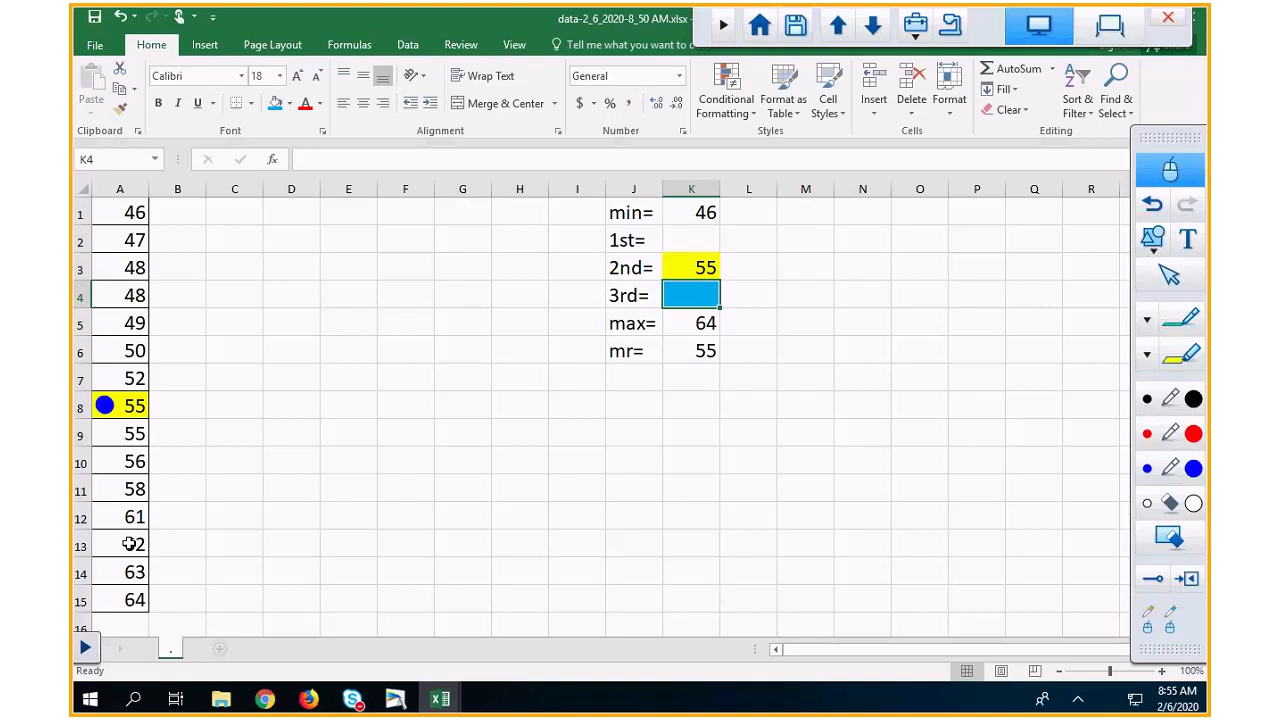 data-2_6_2020-8_50 AM.xlsx
File Home Insert Page Layout Formulas Data Review View Tell me what you want to
Calibri 18 A A Wrap Text General AutoSum
Paste B I U A Merge & Center $ % , Conditional Formatting Format as Table Cell Styles Insert Delete Format Fill Clear Sort & Filter Find & Select
Clipboard Font Alignment Number Styles Cells Editing
K4 fx
A B C D E F G H I J K L M N O P Q R
1 46 min= 46
2 47 1st=
3 48 2nd= 55
4 48 3rd=
5 49 max= 64
6 50 mr= 55
7 52
8 55
9 55
10 56
11 58
12 61
13 2
14 63
15 64
16
.
Ready 100%
8:55 AM
2/6/2020
T